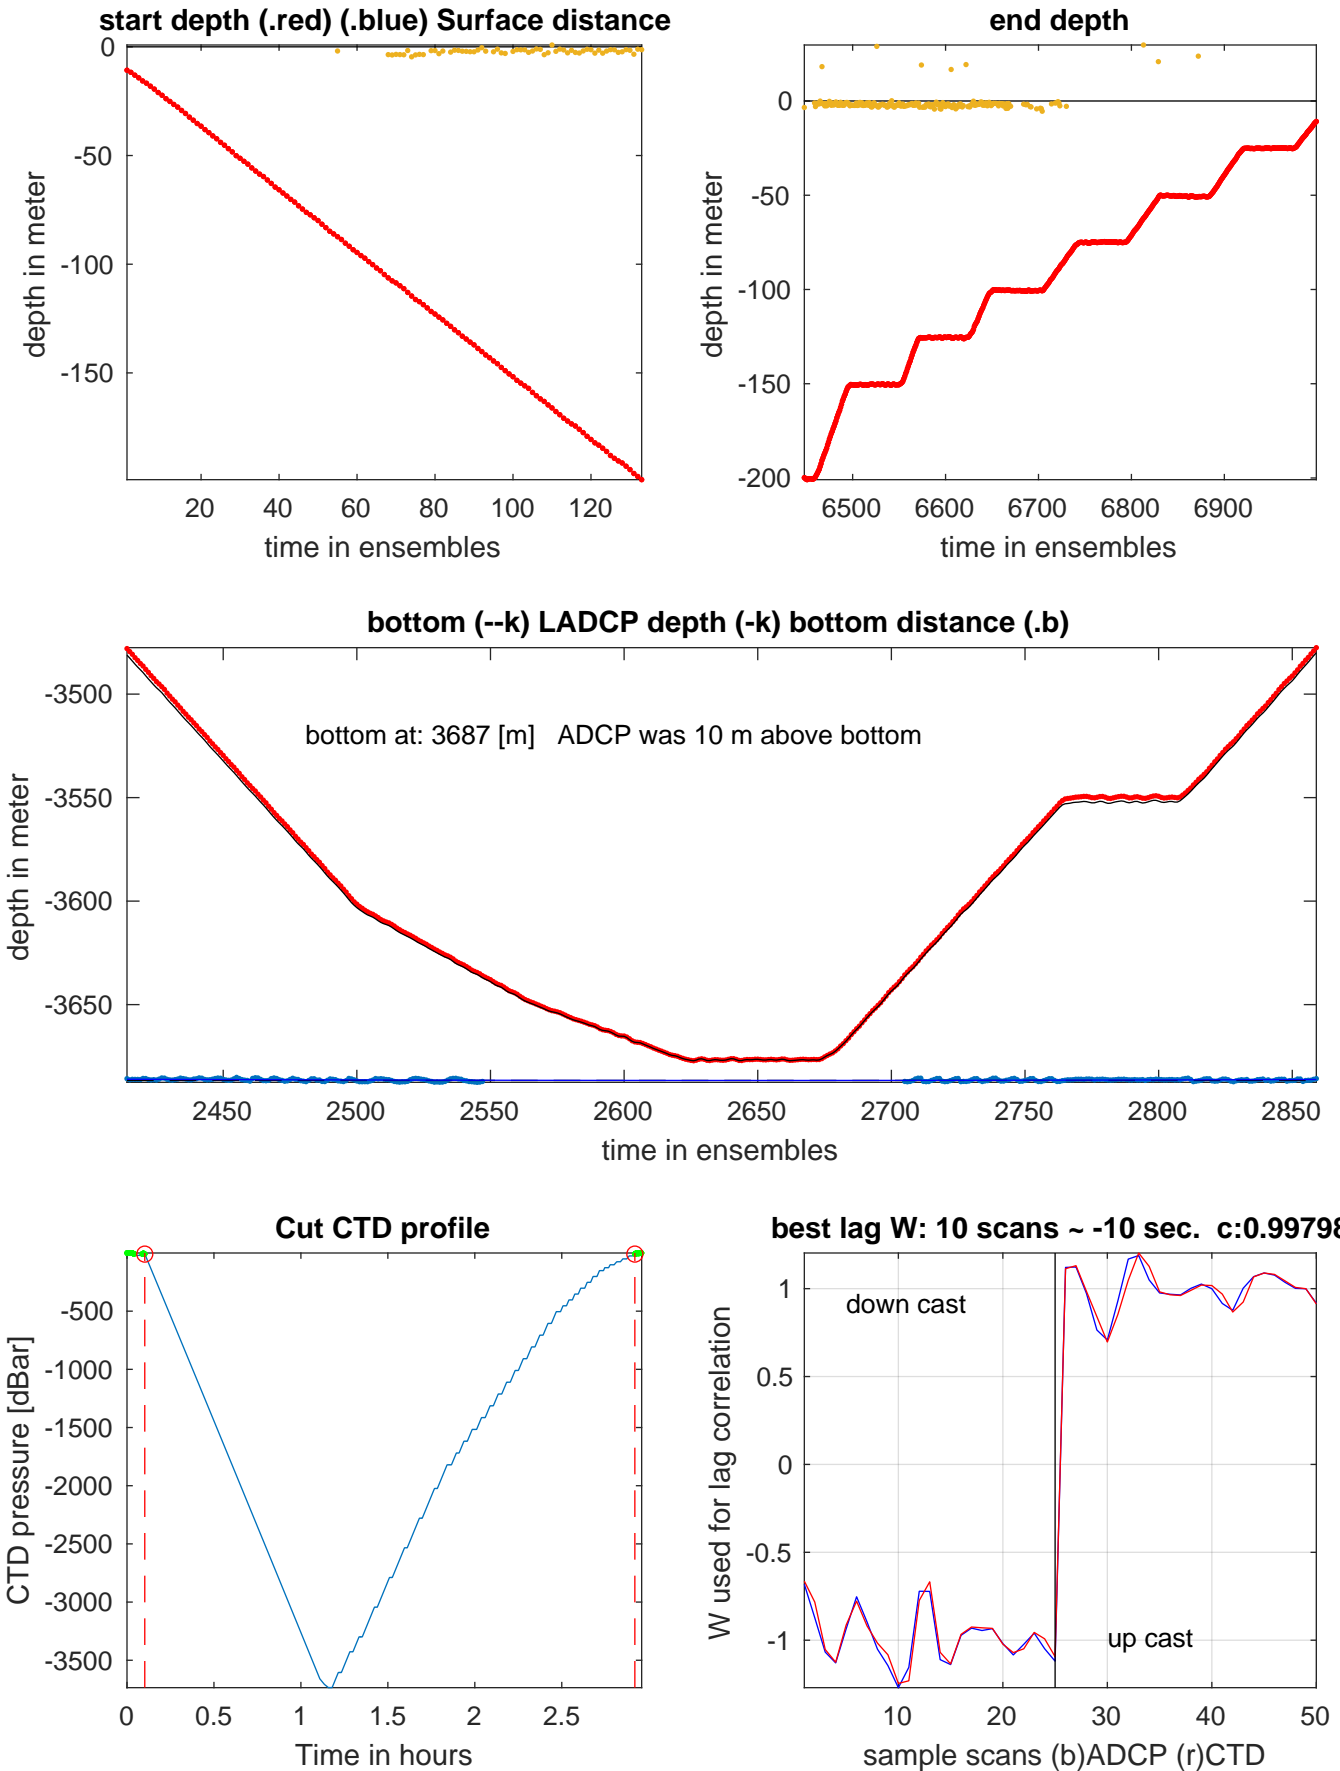 start depth (.red) (.blue) Surface distance
0
-50
-100
-150
depth in meter
20 40 60 80 100 120
time in ensembles
end depth
0
-50
-100
-150
-200
depth in meter
6500 6600 6700 6800 6900
time in ensembles
bottom (--k) LADCP depth (-k) bottom distance (.b)
-3500
-3550
-3600
-3650
depth in meter
bottom at: 3687 [m]   ADCP was 10 m above bottom
2450 2500 2550 2600 2650 2700 2750 2800 2850
time in ensembles
Cut CTD profile
-500
-1000
-1500
-2000
-2500
-3000
-3500
CTD pressure [dBar]
0 0.5 1 1.5 2 2.5
Time in hours
best lag W: 10 scans ~ -10 sec.  c:0.99798
1
0.5
0
-0.5
-1
W used for lag correlation
down cast
up cast
10 20 30 40 50
sample scans (b)ADCP (r)CTD